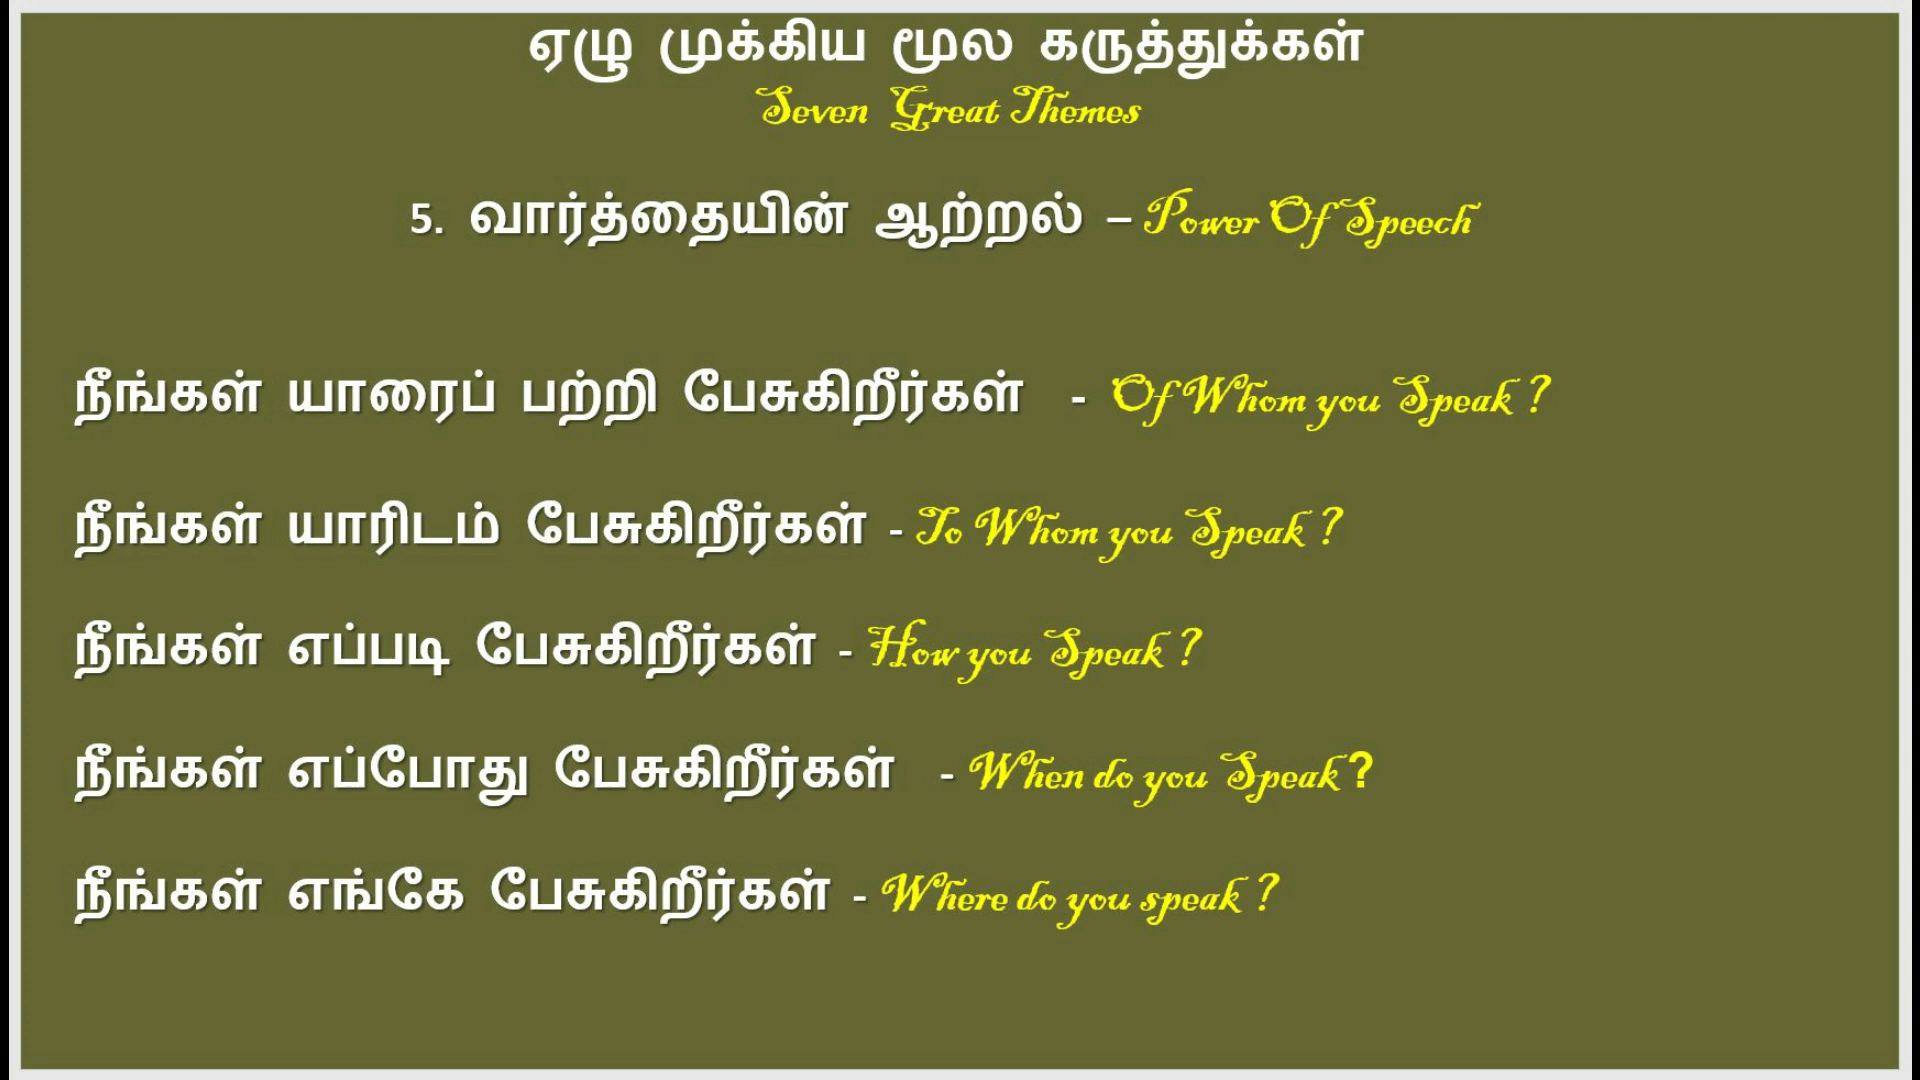 ஏழு முக்கிய மூல கருத்துக்கள்
Seven Great Themes
5. வார்த்தையின் ஆற்றல் – Power Of Speech
நீங்கள் யாரைப் பற்றி பேசுகிறீர்கள் - Of Whom you Speak ?
நீங்கள் யாரிடம் பேசுகிறீர்கள் - To Whom you Speak ?
நீங்கள் எப்படி பேசுகிறீர்கள் - How you Speak ?
நீங்கள் எப்போது பேசுகிறீர்கள் - When do you Speak ?
நீங்கள் எங்கே பேசுகிறீர்கள் - Where do you speak ?